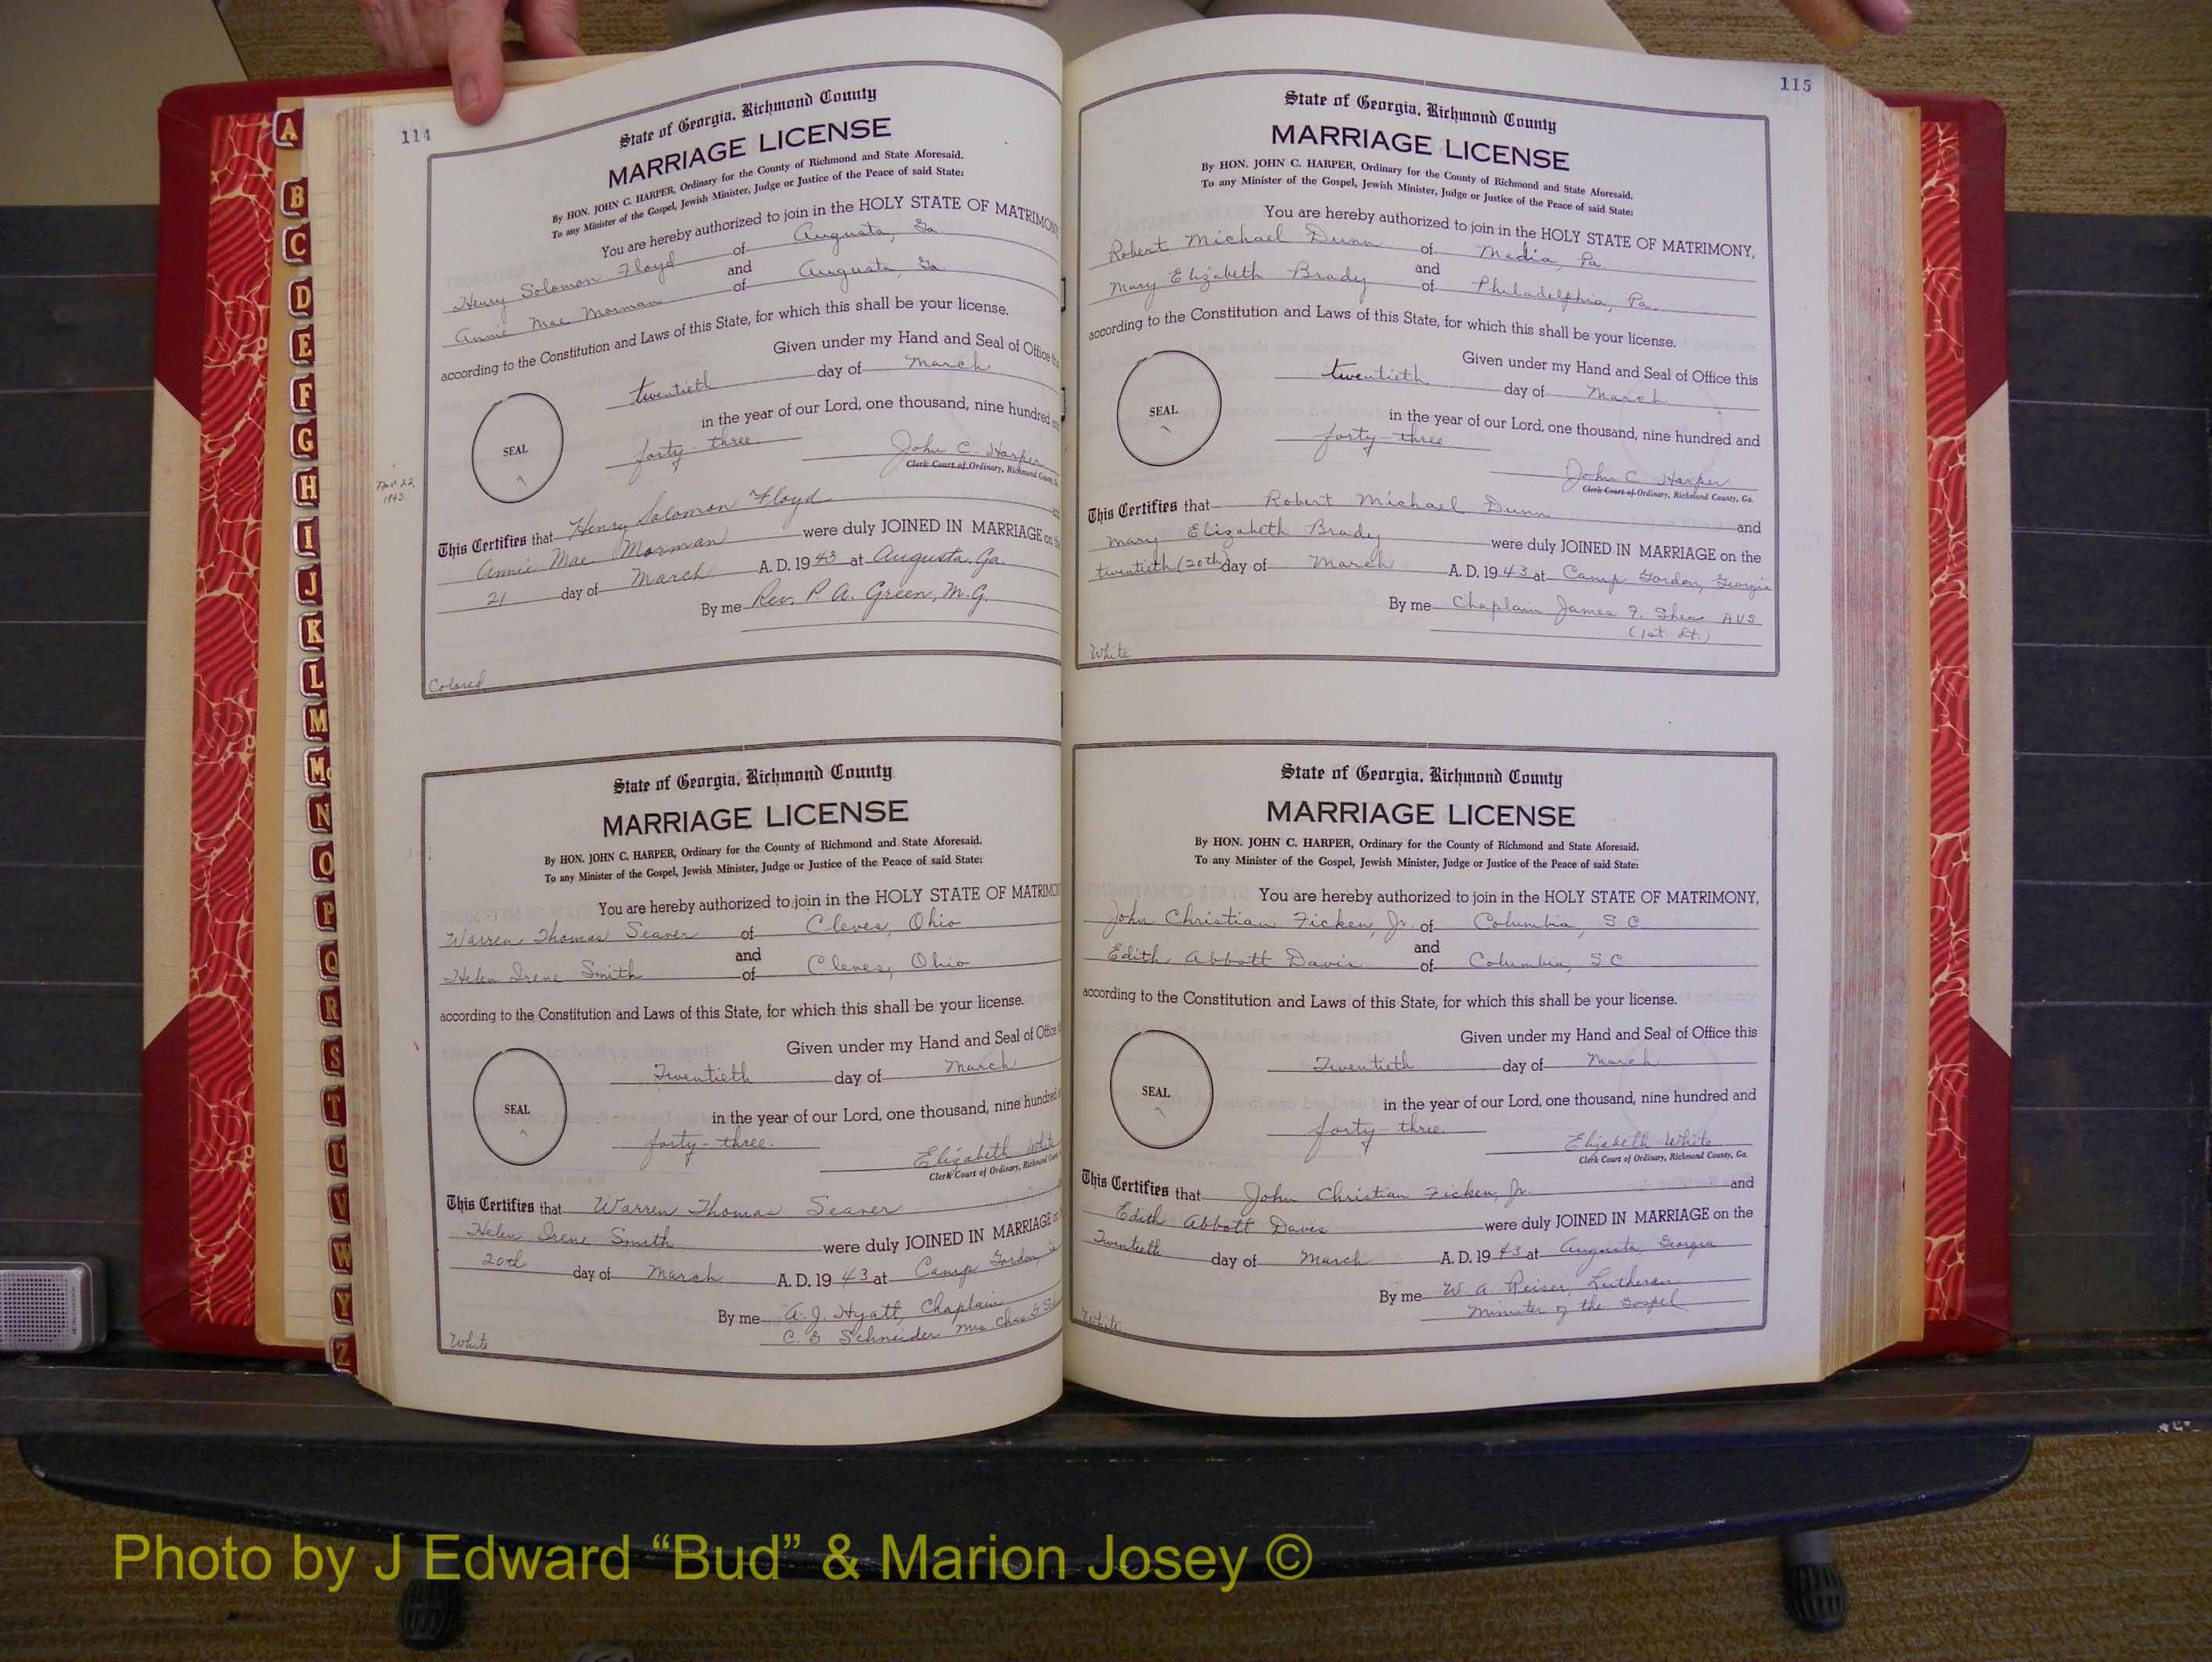 A
B
C
D
E
F
G
H
I
J
K
L
M
Mc
N
O
P
Q
R
S
T
U
V
W
Y
Z
114
State of Georgia, Richmond County
MARRIAGE LICENSE
By HON. JOHN C. HARPER, Ordinary for the County of Richmond and State Aforesaid.
To any Minister of the Gospel, Jewish Minister, Judge or Justice of the Peace of said State:
You are hereby authorized to join in the HOLY STATE OF MATRIMONY
Henry Solomon Floyd of Augusta, Ga.
and
Annie Mae Morman of Augusta, Ga
according to the Constitution and Laws of this State, for which this shall be your license.
Given under my Hand and Seal of Office
twentieth day of March
in the year of our Lord, one thousand, nine hundred
SEAL
forty-three
John C. Harper
Clerk Court of Ordinary, Richmond County,
22
1943
This Certifies that Henry Solomon Floyd
Annie Mae Morman were duly JOINED IN MARRIAGE on
21 day of March A. D. 19 43 at Augusta, Ga.
By me Rev. P. A. Green, M. G.
Colored
State of Georgia, Richmond County
MARRIAGE LICENSE
By HON. JOHN C. HARPER, Ordinary for the County of Richmond and State Aforesaid.
To any Minister of the Gospel, Jewish Minister, Judge or Justice of the Peace of said State:
You are hereby authorized to join in the HOLY STATE OF MATRIMO
Warren Thomas Seaver of Cleves, Ohio
and
Helen Irene Smith of Cleves, Ohio
according to the Constitution and Laws of this State, for which this shall be your license.
Given under my Hand and Seal of Office
Twentieth day of March
in the year of our Lord, one thousand, nine hundred
SEAL
forty-three.
Elizabeth White
Clerk Court of Ordinary, Richmond
This Certifies that Warren Thomas Seaver
Helen Irene Smith were duly JOINED IN MARRIAGE
20th day of March A. D. 19 43 at Camp Gordon,
By me A. J. Hyatt, Chaplain
C. G Schneider Mrs. Chas G
White
115
State of Georgia, Richmond County
MARRIAGE LICENSE
By HON. JOHN C. HARPER, Ordinary for the County of Richmond and State Aforesaid.
To any Minister of the Gospel, Jewish Minister, Judge or Justice of the Peace of said State:
You are hereby authorized to join in the HOLY STATE OF MATRIMONY,
Robert Michael Dunn of Media, Pa.
and
Mary Elizabeth Brady of Philadelphia, Pa.
according to the Constitution and Laws of this State, for which this shall be your license.
Given under my Hand and Seal of Office this
twentieth day of March
in the year of our Lord, one thousand, nine hundred and
SEAL
forty-three
John C. Harper
Clerk Court of Ordinary, Richmond County, Ga.
This Certifies that Robert Michael Dunn and
Mary Elizabeth Brady were duly JOINED IN MARRIAGE on the
twentieth (20th) day of March A. D. 19 43 at Camp Gordon, Georgia
By me Chaplain James F. Shea AUS
(1st Lt.)
White
State of Georgia, Richmond County
MARRIAGE LICENSE
By HON. JOHN C. HARPER, Ordinary for the County of Richmond and State Aforesaid.
To any Minister of the Gospel, Jewish Minister, Judge or Justice of the Peace of said State:
You are hereby authorized to join in the HOLY STATE OF MATRIMONY,
John Christian Ficken, Jr. of Columbia, S C
and
Edith Abbott Davis of Columbia, S C
according to the Constitution and Laws of this State, for which this shall be your license.
Given under my Hand and Seal of Office this
Twentieth day of March
in the year of our Lord, one thousand, nine hundred and
SEAL
forty-three.
Elizabeth White
Clerk Court of Ordinary, Richmond County, Ga.
This Certifies that John Christian Ficken, Jr. and
Edith Abbott Davis were duly JOINED IN MARRIAGE on the
Twentieth day of March A. D. 19 43 at Augusta, Georgia
By me W. A. Reiser, Lutheran
Minister of the Gospel
White
Photo by J Edward “Bud” & Marion Josey ©